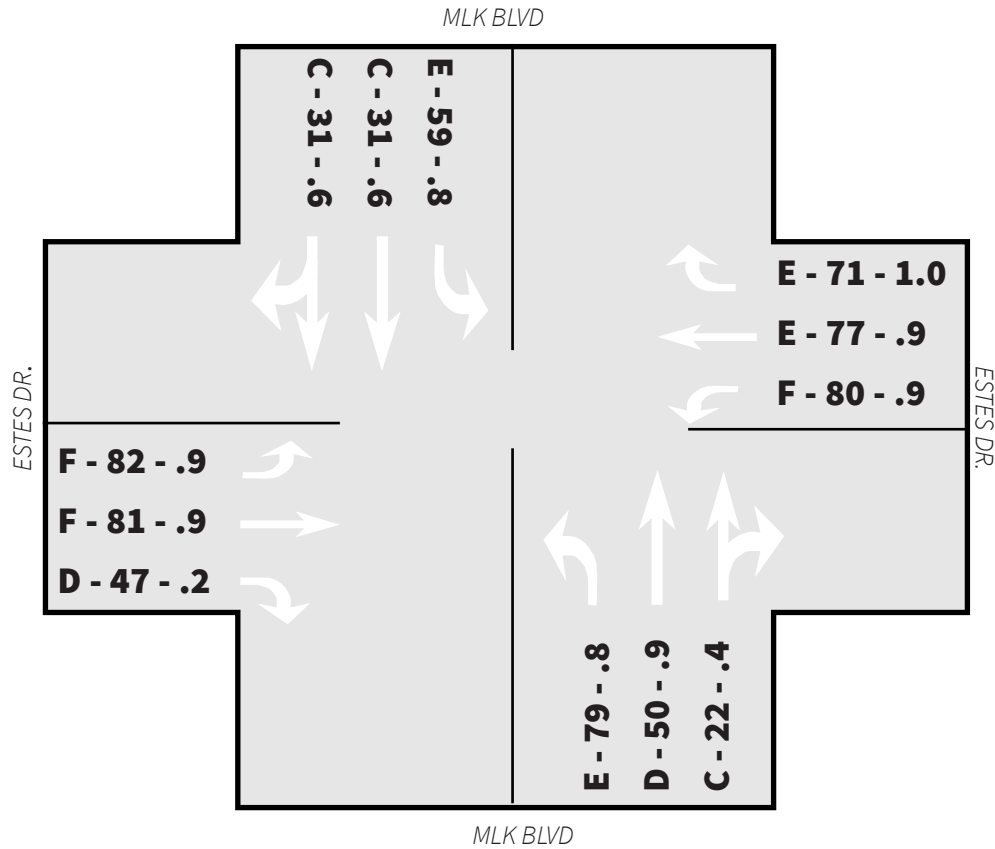 MLK BLVD
C - 31 - .6
C - 31 - .6
E - 59 - .8
E - 71 - 1.0
E - 77 - .9
F - 80 - .9
ESTES DR.
ESTES DR.
F - 82 - .9
F - 81 - .9
D - 47 - .2
E - 79 - .8
D - 50 - .9
C - 22 - .4
MLK BLVD